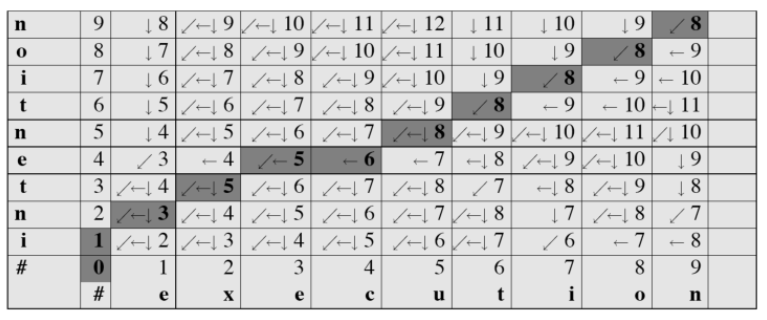 n 9 ↓ 8 ↙←↓ 9 ↙←↓ 10 ↙←↓ 11 ↙←↓ 12 ↓ 11 ↓ 10 ↓ 9 ↙ 8
o 8 ↓ 7 ↙←↓ 8 ↙←↓ 9 ↙←↓ 10 ↙←↓ 11 ↓ 10 ↓ 9 ↙ 8 ← 9
i 7 ↓ 6 ↙←↓ 7 ↙←↓ 8 ↙←↓ 9 ↙←↓ 10 ↓ 9 ↙ 8 ← 9 ← 10
t 6 ↓ 5 ↙←↓ 6 ↙←↓ 7 ↙←↓ 8 ↙←↓ 9 ↙ 8 ← 9 ← 10 ←↓ 11
n 5 ↓ 4 ↙←↓ 5 ↙←↓ 6 ↙←↓ 7 ↙←↓ 8 ↙←↓ 9 ↙←↓ 10 ↙←↓ 11 ↙↓ 10
e 4 ↙ 3 ← 4 ↙← 5 ← 6 ← 7 ←↓ 8 ↙←↓ 9 ↙←↓ 10 ↓ 9
t 3 ↙←↓ 4 ↙←↓ 5 ↙←↓ 6 ↙←↓ 7 ↙←↓ 8 ↙ 7 ←↓ 8 ↙←↓ 9 ↓ 8
n 2 ↙←↓ 3 ↙←↓ 4 ↙←↓ 5 ↙←↓ 6 ↙←↓ 7 ↙←↓ 8 ↓ 7 ↙←↓ 8 ↙ 7
i 1 ↙←↓ 2 ↙←↓ 3 ↙←↓ 4 ↙←↓ 5 ↙←↓ 6 ↙←↓ 7 ↙ 6 ← 7 ← 8
# 0 1 2 3 4 5 6 7 8 9
# e x e c u t i o n